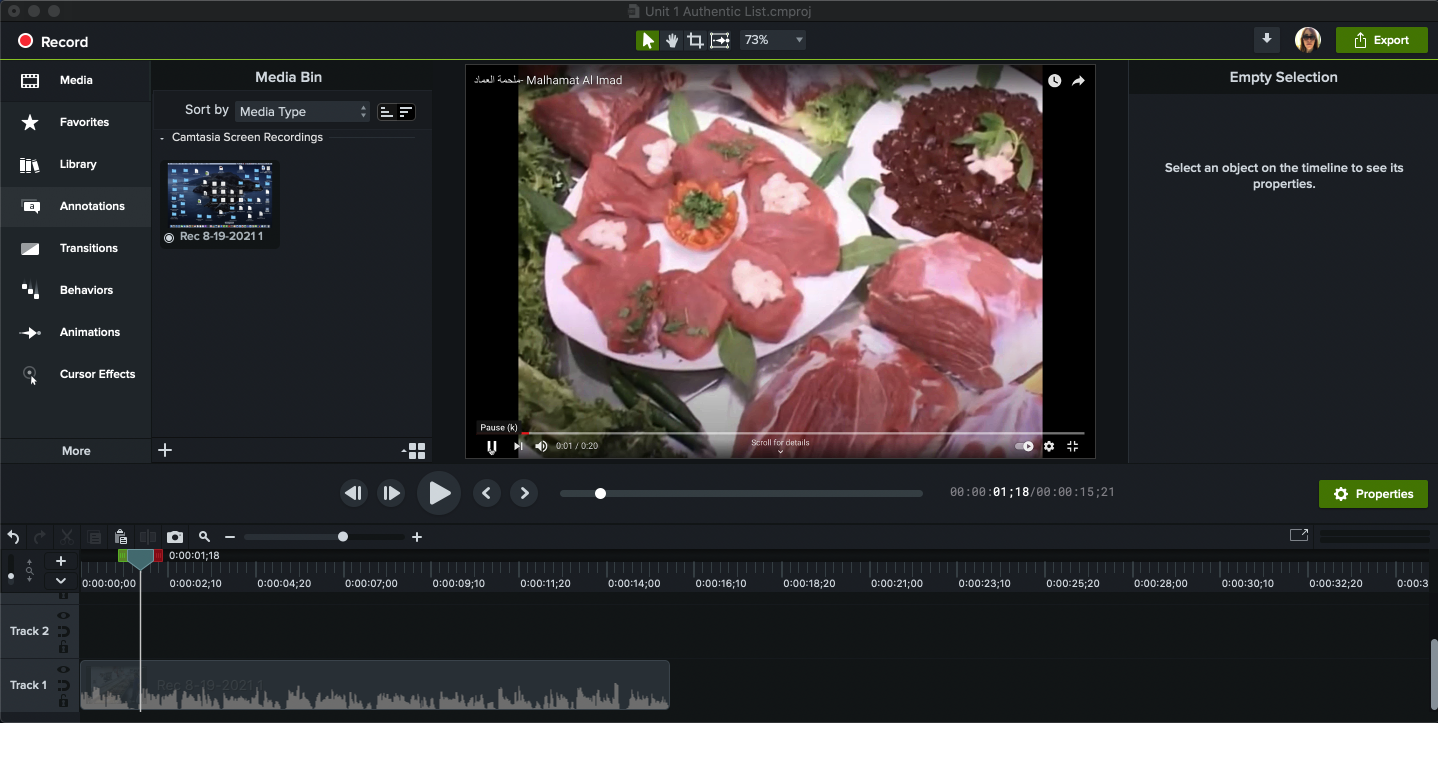 Unit 1 Authentic List.cmproj
Record
73%
Export
Media
Favorites
Library
Annotations
Transitions
Behaviors
Animations
Cursor Effects
More
Media Bin
Sort by Media Type
Camtasia Screen Recordings
Rec 8-19-2021 1
ملحمة العماد- Malhamat Al Imad
Pause (k)
0:01 / 0:20
Scroll for details
Empty Selection
Select an object on the timeline to see its
properties.
00:00:01;18/00:00:15;21
Properties
0:00:01;18
0:00:00;00 0:00:02;10 0:00:04;20 0:00:07;00 0:00:09;10 0:00:11;20 0:00:14;00 0:00:16;10 0:00:18;20 0:00:21;00 0:00:23;10 0:00:25;20 0:00:28;00 0:00:30;10 0:00:32;20 0:00:3
Track 2
Track 1
Rec 8-19-2021 1